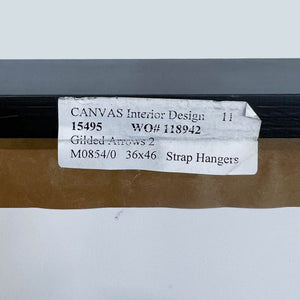 CANVAS Interior Design 11
15495 WO# 118942
Gilded Arrows 2
M0854/0 36x46 Strap Hangers